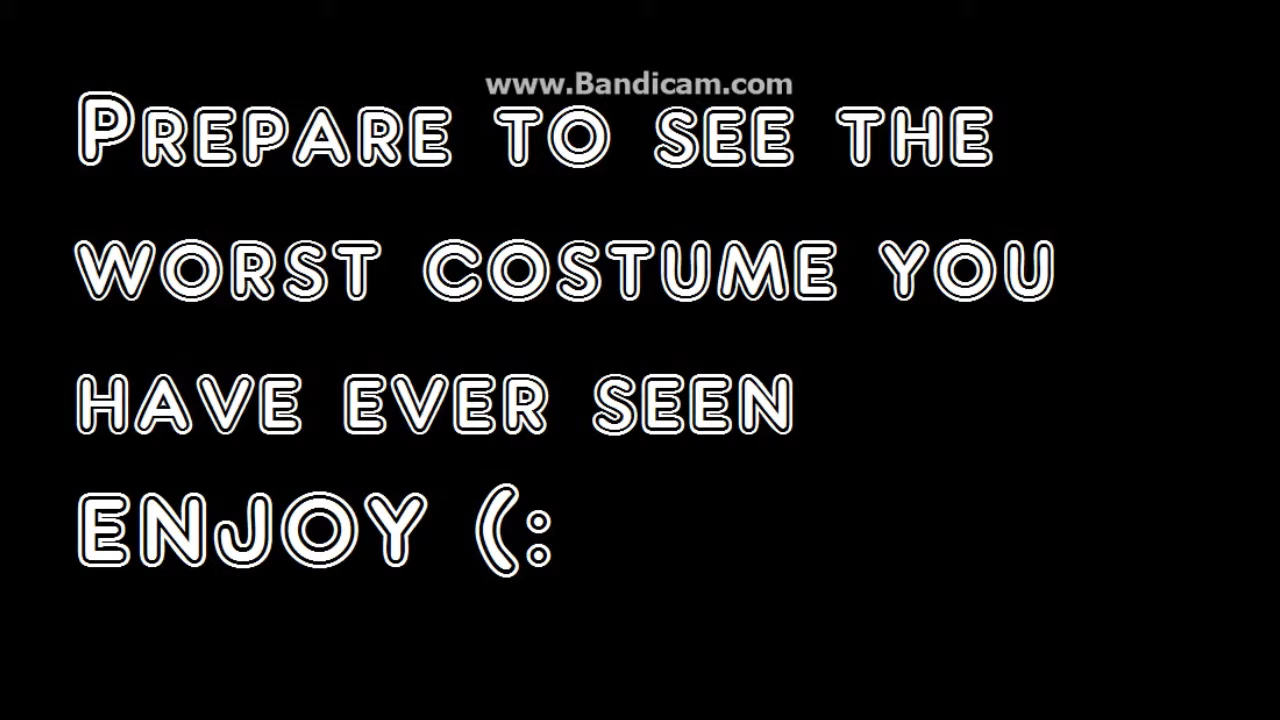 www.Bandicam.com
Prepare to see the
worst costume you
have ever seen
ENJOY (: